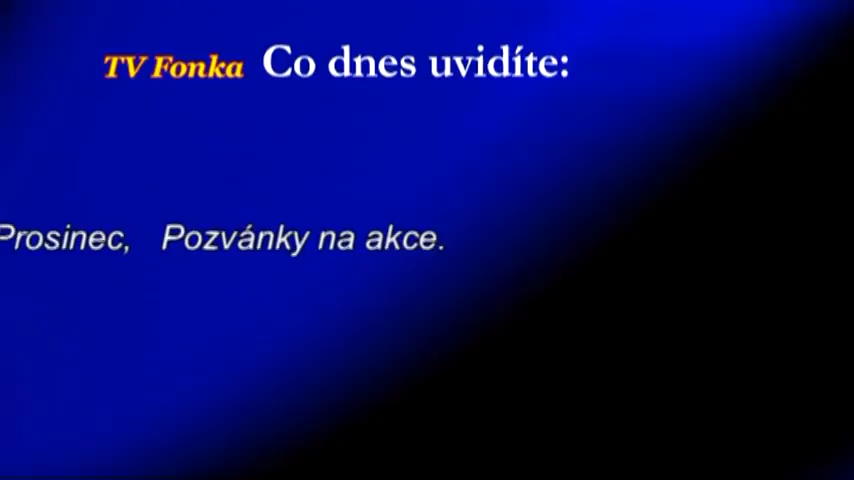 TV Fonka Co dnes uvidíte:
Prosinec, Pozvánky na akce.